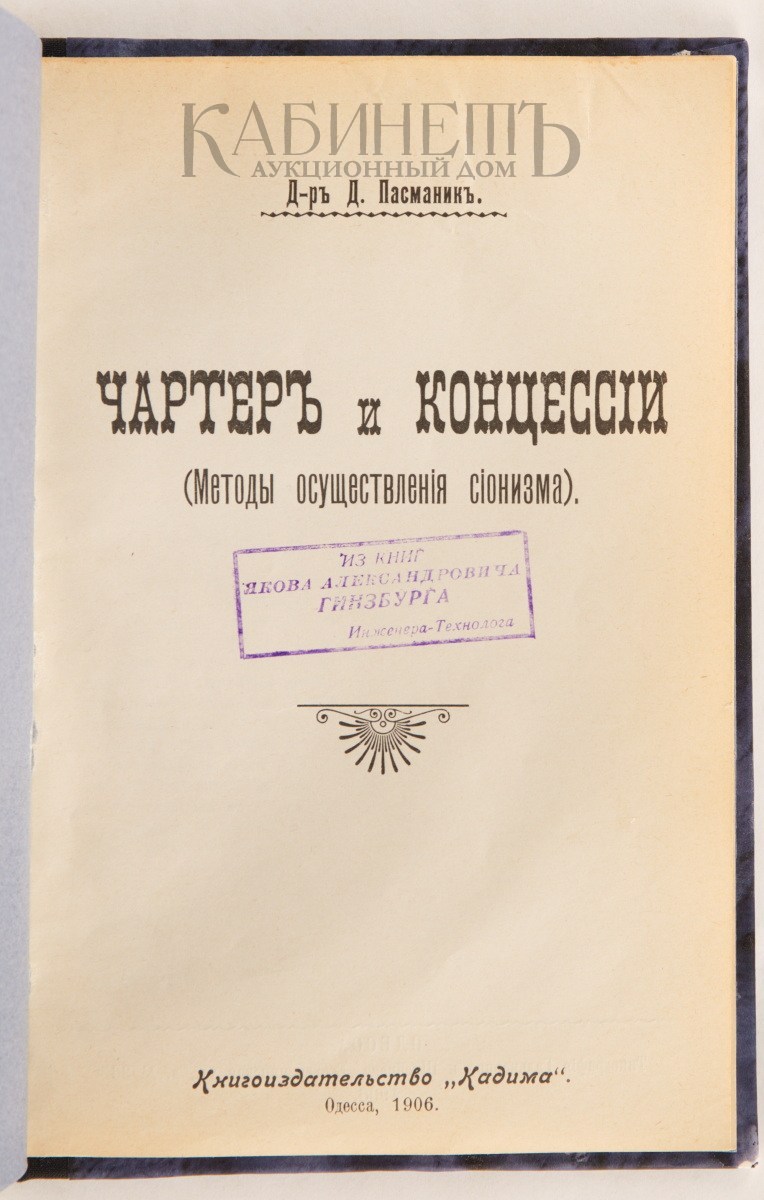 КАБИНЕТЪ
АУКЦИОННЫЙ ДОМ
Д-ръ Д. Пасманикъ.
ЧАРТЕРЪ и КОНЦЕССІИ
(Методы осуществленія сіонизма).
ИЗ КНИГ
ЯКОВА АЛЕКСАНДРОВИЧА
ГИНЗБУРГА
Инженера-Технолога
Книгоиздательство „Кадима“.
Одесса, 1906.